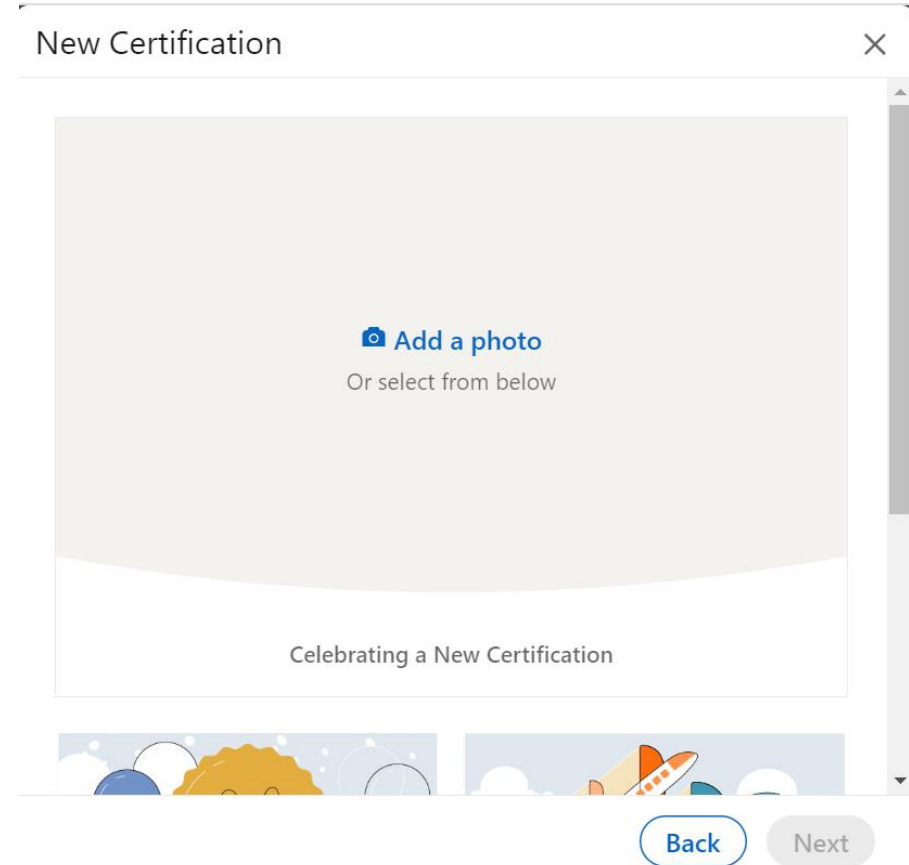 New Certification
Add a photo
Or select from below
Celebrating a New Certification
Back Next